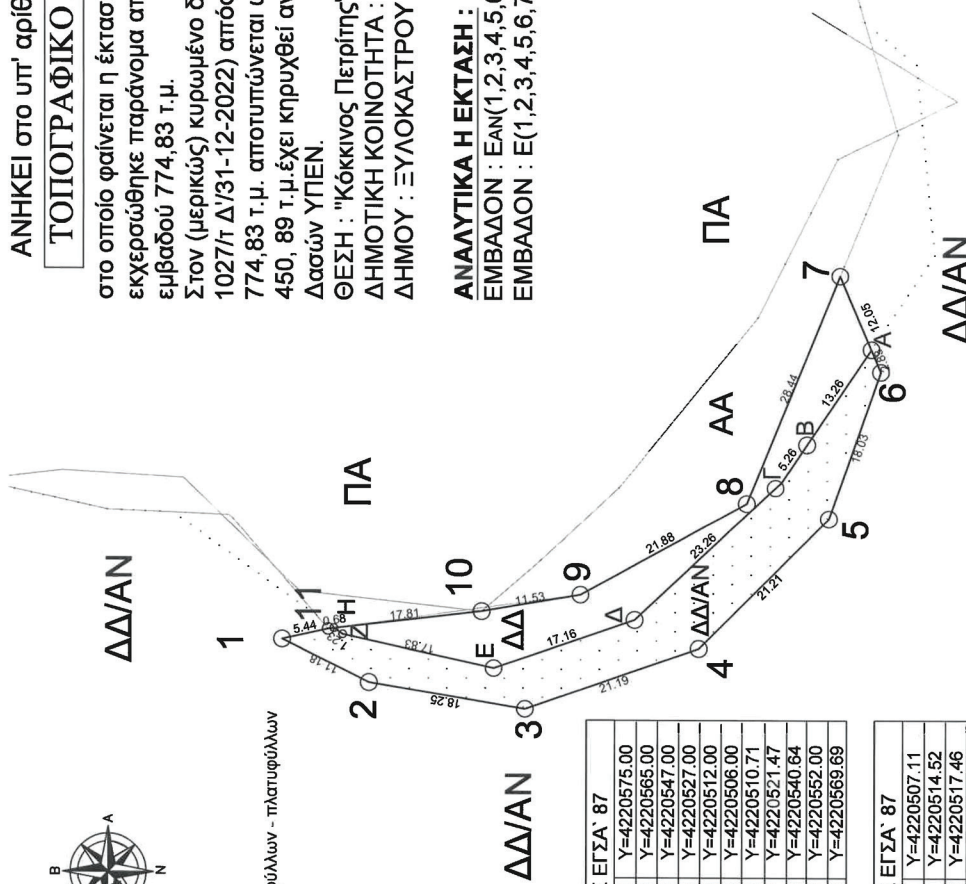 ΑΝΗΚΕΙ στο υπ' αριθ
ΤΟΠΟΓΡΑΦΙΚΟ
στο οποίο φαίνεται η έκτασ
εκχερσώθηκε παράνομα απ
εμβαδού 774,83 τ.μ.
Στον (μερικώς) κυρωμένο δ
1027/τ Δ'/31-12-2022) απόσ
774,83 τ.μ. αποτυπώνεται
450, 89 τ.μ.έχει κηρυχθεί αν
Δασών ΥΠΕΝ.
ΘΕΣΗ : "Κόκκινος Πετρίτης"
ΔΗΜΟΤΙΚΗ ΚΟΙΝΟΤΗΤΑ :
ΔΗΜΟΥ : ΞΥΛΟΚΑΣΤΡΟΥ
ΑΝΑΛΥΤΙΚΑ Η ΕΚΤΑΣΗ :
ΕΜΒΑΔΟΝ : ΕΑΝ(1,2,3,4,5,6
ΕΜΒΑΔΟΝ : Ε(1,2,3,4,5,6,7
Β
Α
Ν
ύλλων - πλατυφύλλων
ΔΔ/ΑΝ
ΠΑ
ΠΑ
ΑΑ
ΔΔ
ΔΔ/ΑΝ
ΔΔ/ΑΝ
ΔΔ/ΑΝ
1
2
3
4
5
6
7
8
9
10
11
Α
Β
Γ
Δ
Ε
Ζ
Η
5.44
0.68
11.18
18.25
21.19
21.21
18.03
12.05
28.44
21.88
11.53
17.81
17.83
17.16
23.26
5.26
13.26
ΕΓΣΑ` 87
Υ=4220575.00
Υ=4220565.00
Υ=4220547.00
Υ=4220527.00
Υ=4220512.00
Υ=4220506.00
Υ=4220510.71
Υ=4220521.47
Υ=4220540.64
Υ=4220552.00
Υ=4220569.69
ΕΓΣΑ` 87
Υ=4220507.11
Υ=4220514.52
Υ=4220517.46